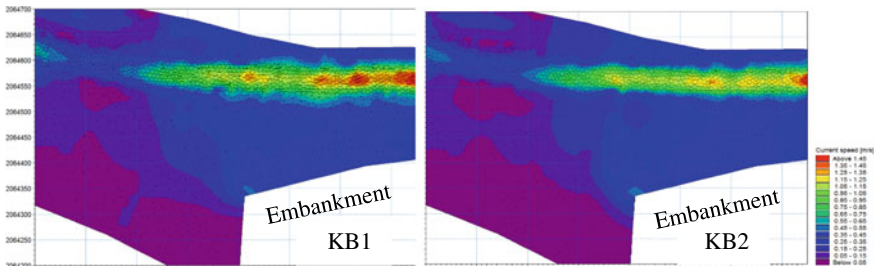 2064700
2064650
2064600
2064550
2064500
2064450
2064400
2064350
2064300
2064250
2064200
Embankment
KB1
Embankment
KB2
Current speed [m/s]
Above 1.45
1.35 - 1.45
1.25 - 1.35
1.15 - 1.25
1.05 - 1.15
0.95 - 1.05
0.85 - 0.95
0.75 - 0.85
0.65 - 0.75
0.55 - 0.65
0.45 - 0.55
0.35 - 0.45
0.25 - 0.35
0.15 - 0.25
0.05 - 0.15
Below 0.05